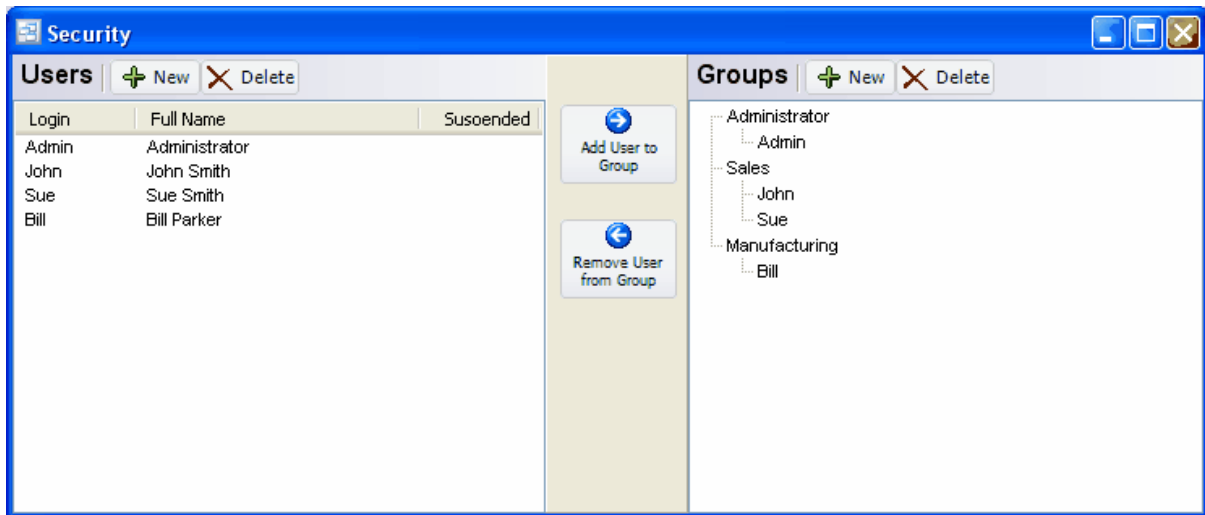 Security
Users New Delete
Login Full Name Susoended
Admin Administrator
John John Smith
Sue Sue Smith
Bill Bill Parker
Add User to
Group
Remove User
from Group
Groups New Delete
Administrator
Admin
Sales
John
Sue
Manufacturing
Bill